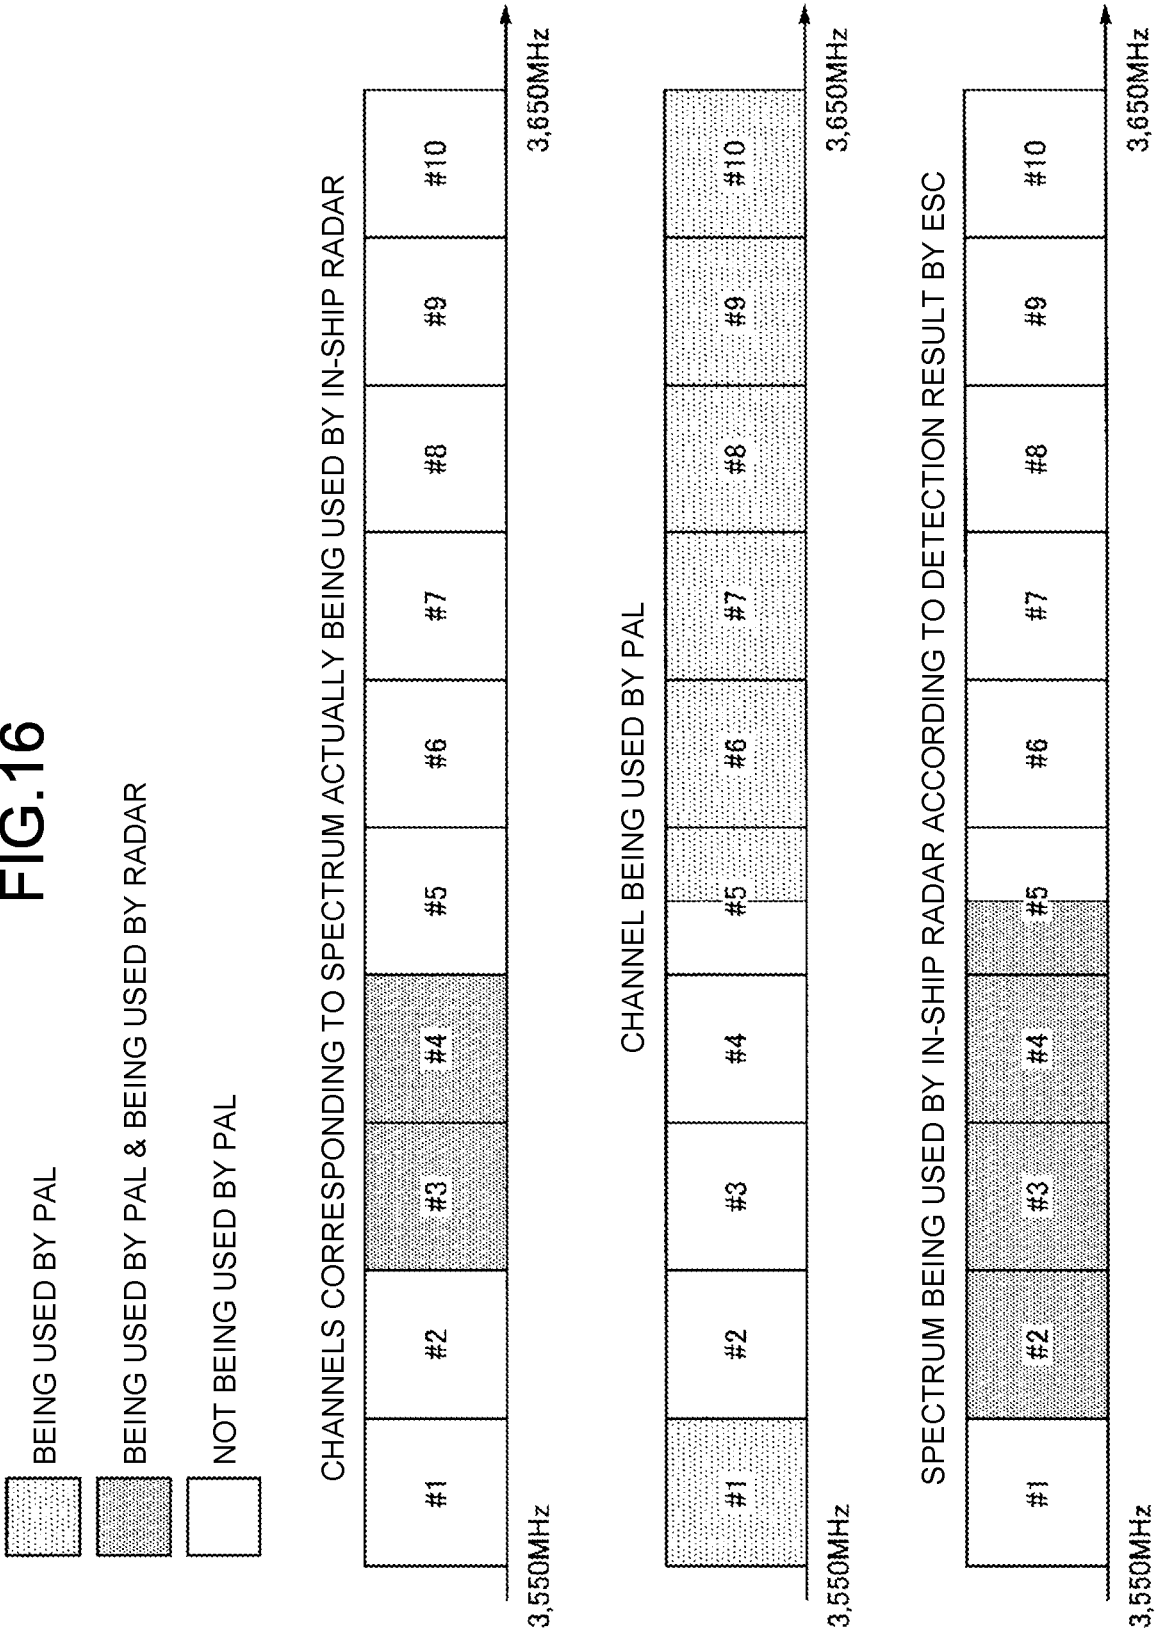 FIG.16
BEING USED BY PAL
BEING USED BY PAL & BEING USED BY RADAR
NOT BEING USED BY PAL
CHANNELS CORRESPONDING TO SPECTRUM ACTUALLY BEING USED BY IN-SHIP RADAR
#1 #2 #3 #4 #5 #6 #7 #8 #9 #10
3,550MHz 3,650MHz
CHANNEL BEING USED BY PAL
#1 #2 #3 #4 #5 #6 #7 #8 #9 #10
3,550MHz 3,650MHz
SPECTRUM BEING USED BY IN-SHIP RADAR ACCORDING TO DETECTION RESULT BY ESC
#1 #2 #3 #4 #5 #6 #7 #8 #9 #10
3,550MHz 3,650MHz